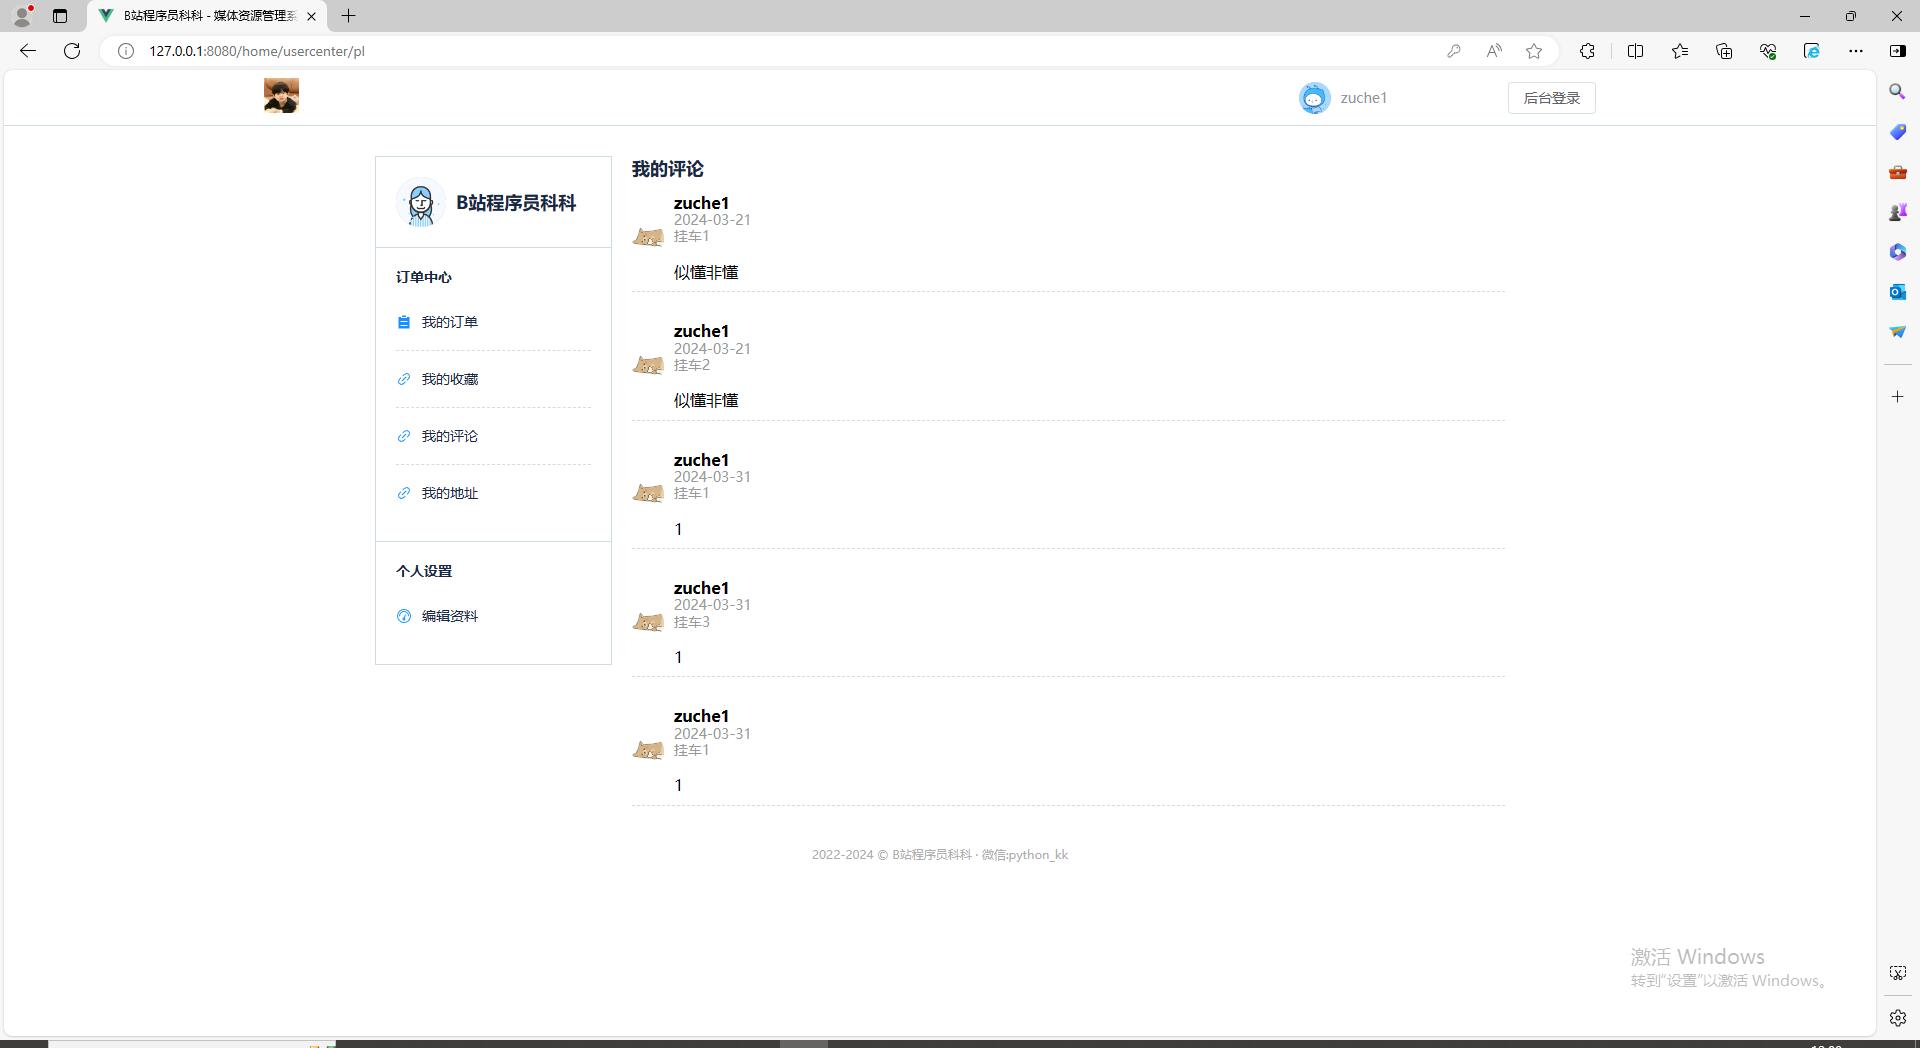 B站程序员科科 - 媒体资源管理系
127.0.0.1:8080/home/usercenter/pl
zuche1
后台登录
B站程序员科科
订单中心
我的订单
我的收藏
我的评论
我的地址
个人设置
编辑资料
我的评论
zuche1
2024-03-21
挂车1
似懂非懂
zuche1
2024-03-21
挂车2
似懂非懂
zuche1
2024-03-31
挂车1
1
zuche1
2024-03-31
挂车3
1
zuche1
2024-03-31
挂车1
1
2022-2024 © B站程序员科科 · 微信:python_kk
激活 Windows
转到"设置"以激活 Windows。